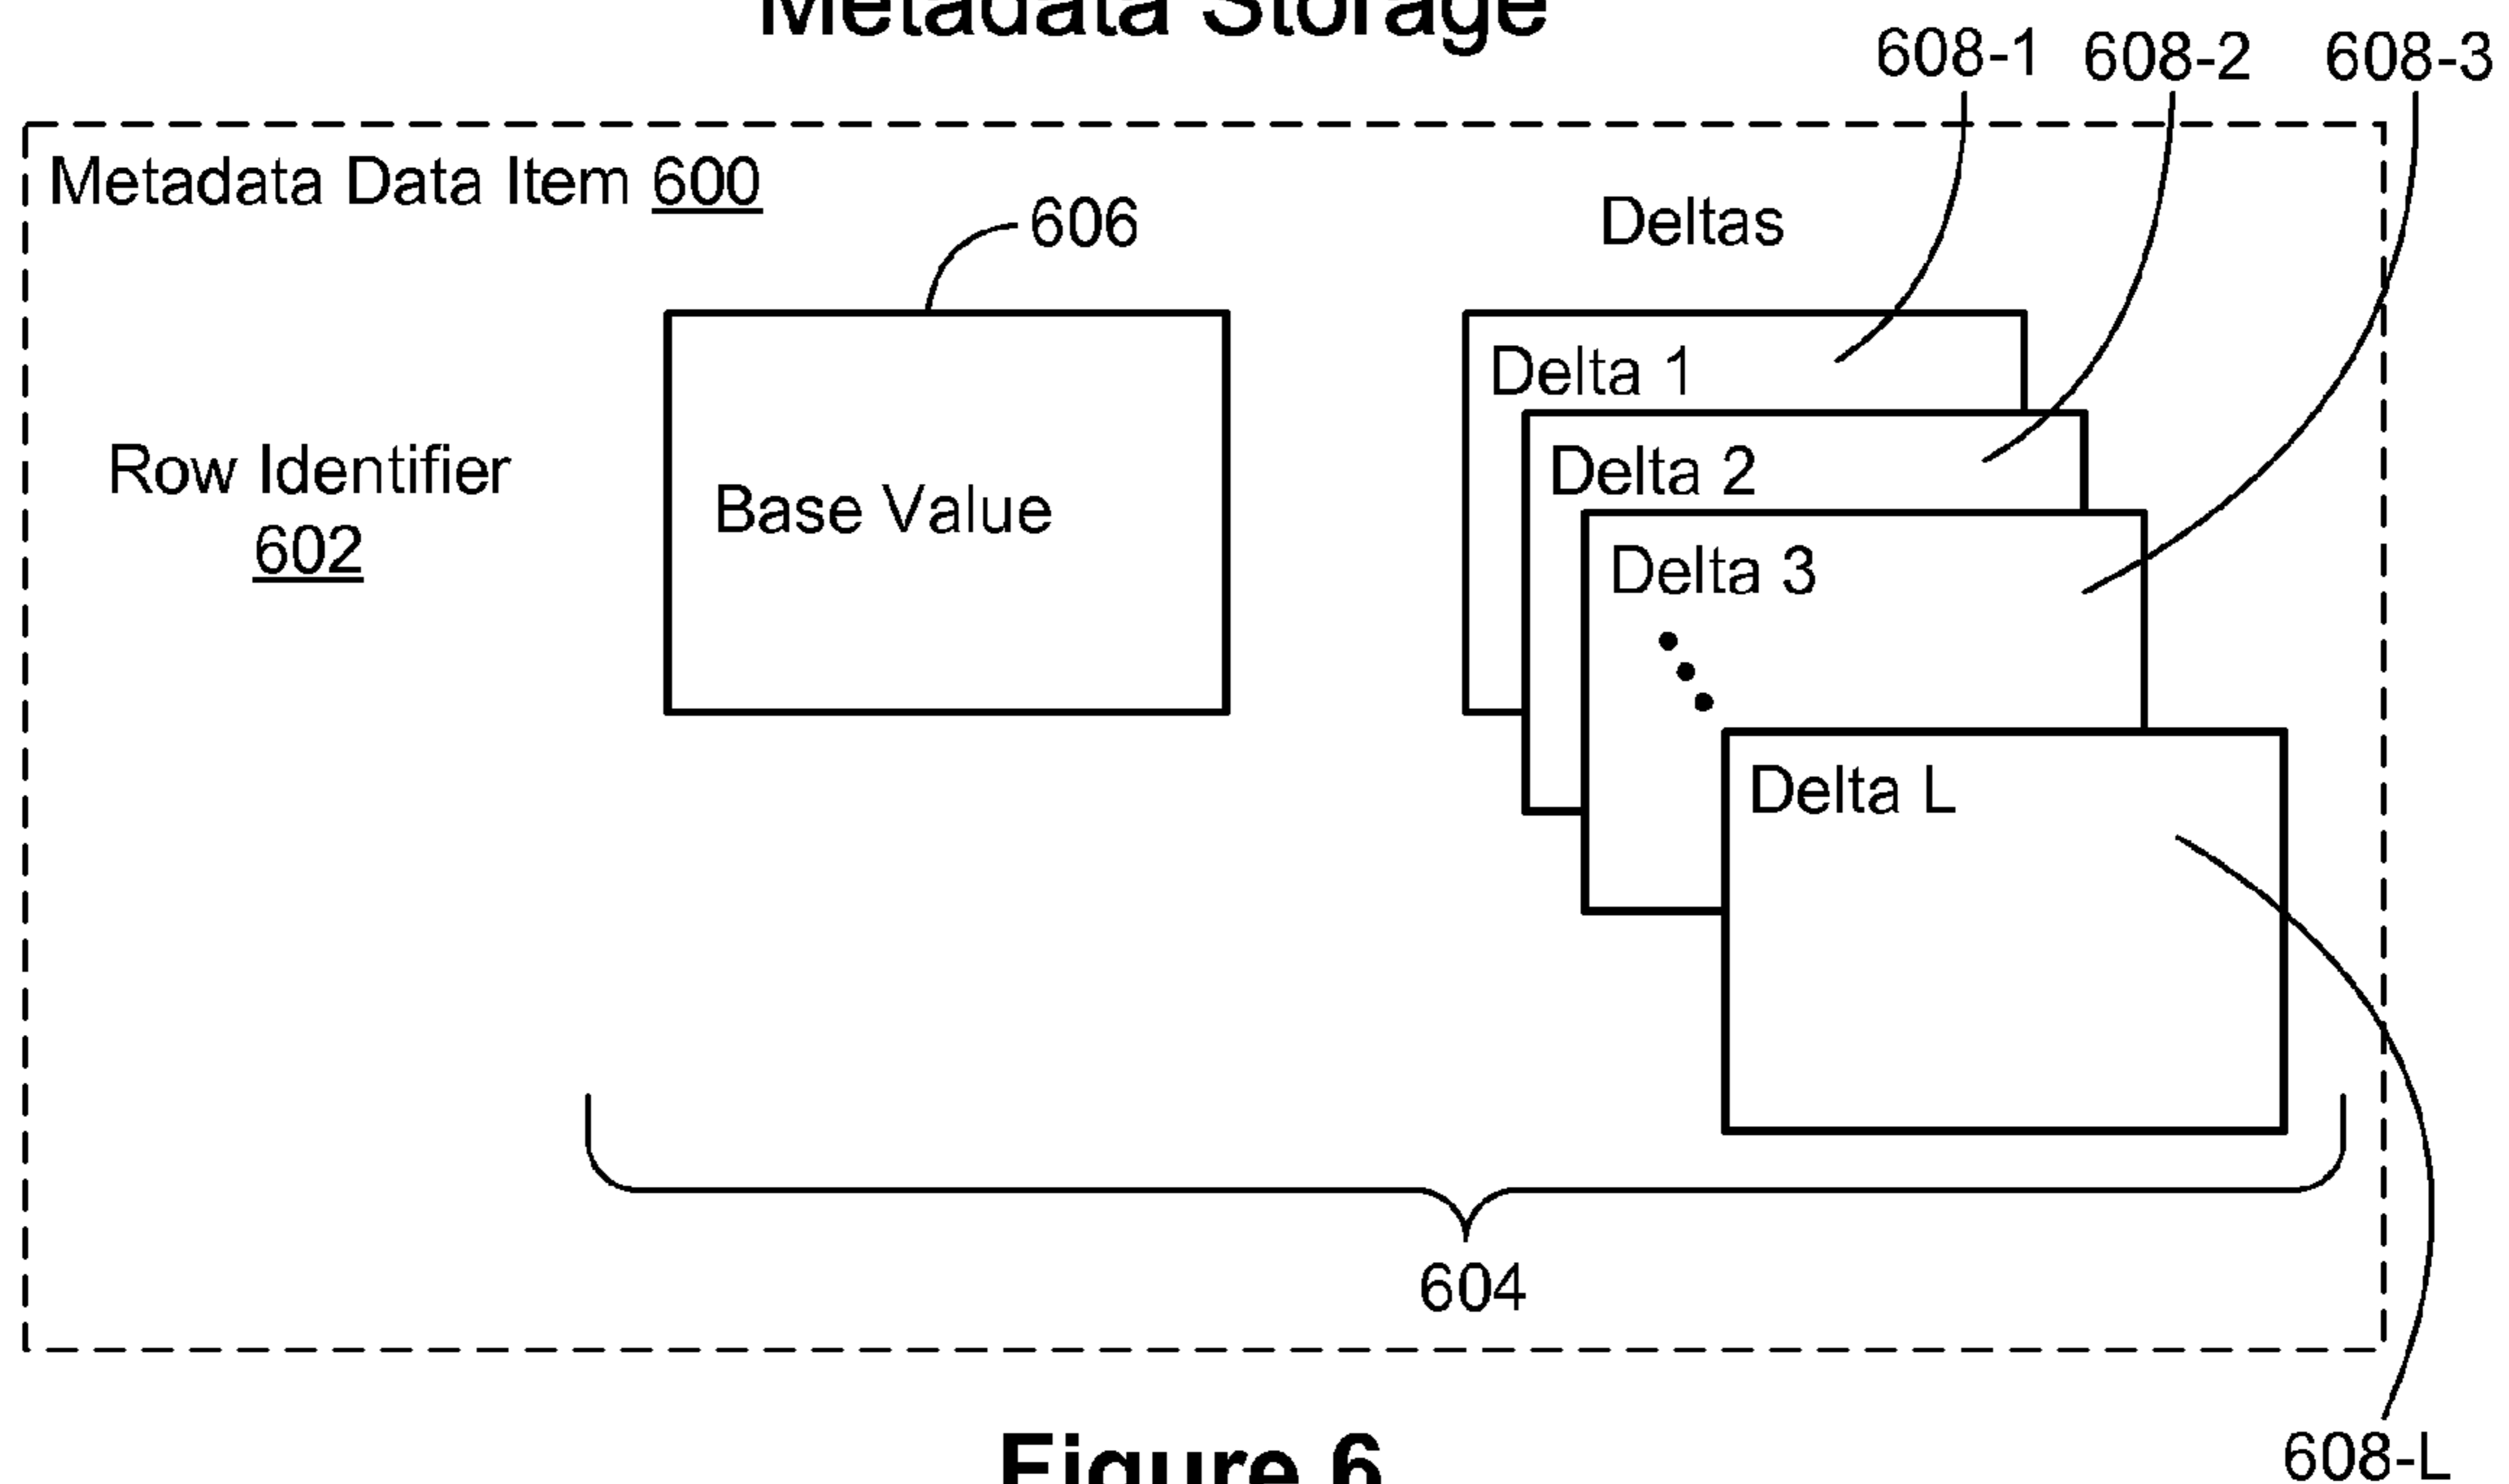 Metadata Storage
608-1 608-2 608-3
Metadata Data Item 600
606
Deltas
Delta 1
Delta 2
Row Identifier
602
Base Value
Delta 3
Delta L
604
Figure 6
608-L